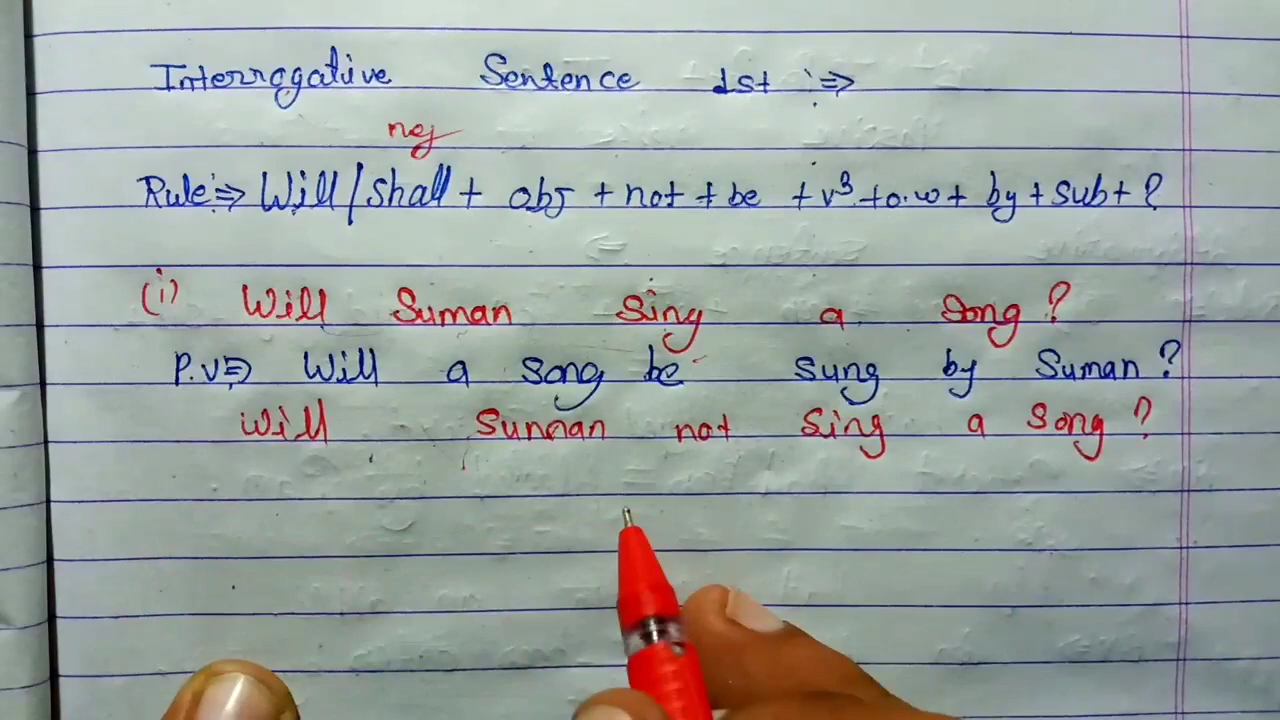 Interrogative Sentence 1st :⇒
neg
Rule:⇒ Will/Shall + obj + not + be + v³ + o.w + by + sub + ?
(i) Will Suman Sing a Song?
P.V⇒ Will a song be sung by Suman?
Will Suman not Sing a Song?